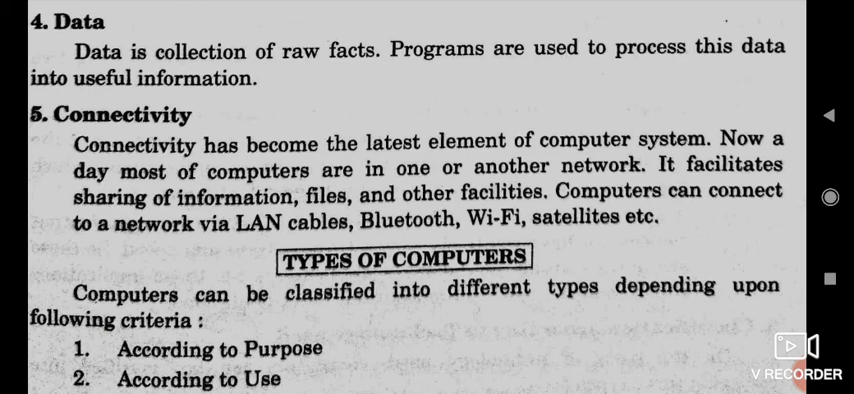 4. Data
Data is collection of raw facts. Programs are used to process this data
into useful information.
5. Connectivity
Connectivity has become the latest element of computer system. Now a
day most of computers are in one or another network. It facilitates
sharing of information, files, and other facilities. Computers can connect
to a network via LAN cables, Bluetooth, Wi-Fi, satellites etc.
TYPES OF COMPUTERS
Computers can be classified into different types depending upon
following criteria :
1. According to Purpose
2. According to Use
V RECORDER